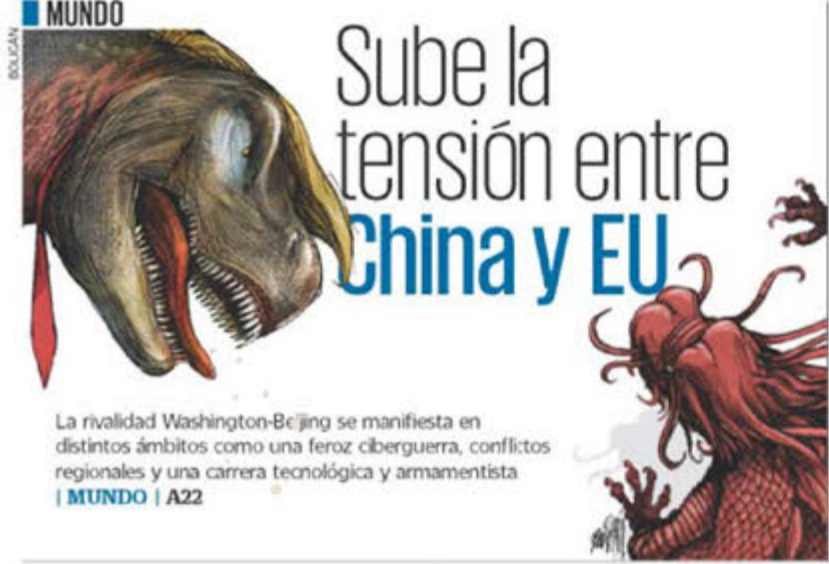 MUNDO
BOLIGÁN
Sube la
tensión entre
China y EU
La rivalidad Washington-Beijing se manifiesta en
distintos ámbitos como una feroz ciberguerra, conflictos
regionales y una carrera tecnológica y armamentista
| MUNDO | A22